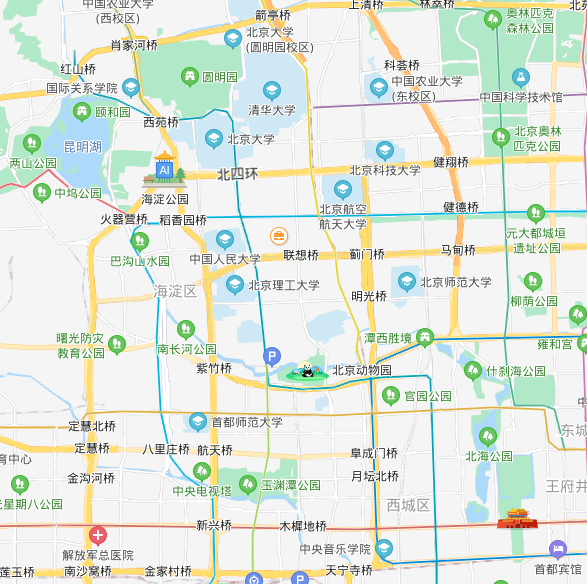 中国农业大学
(西校区)
箭亭桥
上清桥
林萃桥
奥林匹克
森林公园
肖家河桥
北京大学
(圆明园校区)
科荟桥
红山桥
国际关系学院
圆明园
中国农业大学
(东校区)
中国科学技术馆
颐和园
清华大学
西苑桥
北京大学
北京奥林
匹克公园
昆明湖
两山公园
AI
北四环
北京科技大学
健翔桥
中坞公园
海淀公园
北京航空
航天大学
健德桥
火器营桥
稻香园桥
元大都城垣
遗址公园
巴沟山水园
中国人民大学
联想桥
蓟门桥
马甸桥
海淀区
北京理工大学
北京师范大学
明光桥
柳荫公园
曙光防灾
教育公园
南长河公园
潭西胜境
雍和宫
P
紫竹桥
北京动物园
什刹海公园
官园公园
定慧北桥
首都师范大学
东城
定慧桥
八里庄桥
航天桥
阜成门桥
北海公园
育中心
金沟河桥
中央电视塔
玉渊潭公园
月坛北桥
王府井
星期八公园
西城区
新兴桥
木樨地桥
解放军总医院
中央音乐学院
首都宾馆
莲玉桥
南沙窝桥
金家村桥
P
天宁寺桥